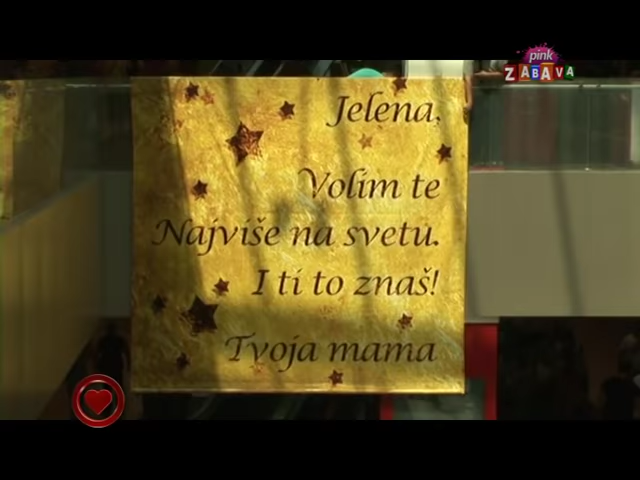 pink
ZABAVA
Jelena,
Volim te
Najviše na svetu.
I ti to znaš!
Tvoja mama